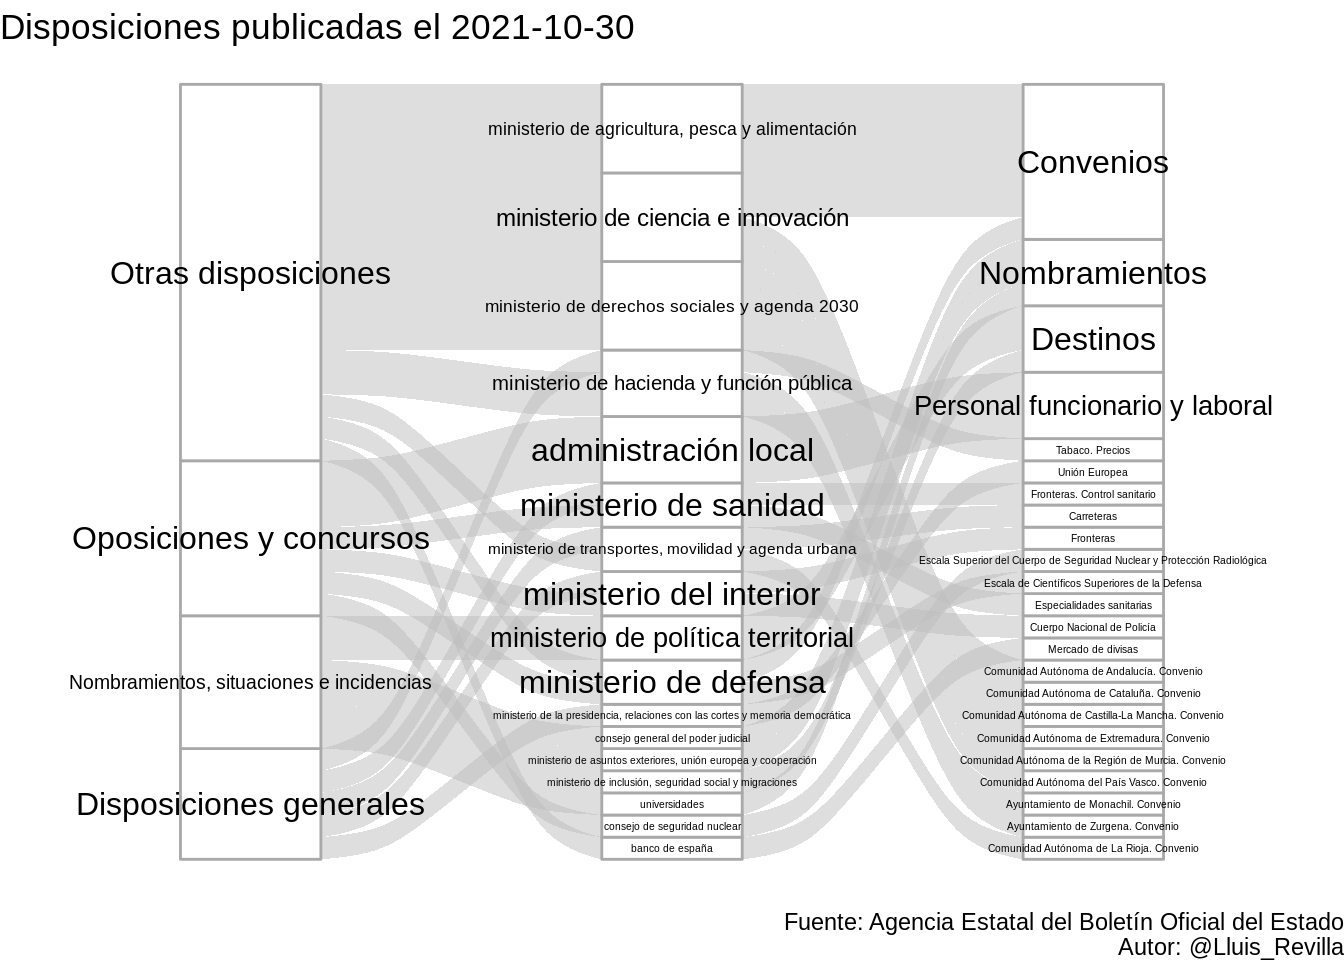 Disposiciones publicadas el 2021-10-30
Otras disposiciones
Oposiciones y concursos
Nombramientos, situaciones e incidencias
Disposiciones generales
ministerio de agricultura, pesca y alimentación
ministerio de ciencia e innovación
ministerio de derechos sociales y agenda 2030
ministerio de hacienda y función pública
administración local
ministerio de sanidad
ministerio de transportes, movilidad y agenda urbana
ministerio del interior
ministerio de política territorial
ministerio de defensa
ministerio de la presidencia, relaciones con las cortes y memoria democrática
consejo general del poder judicial
ministerio de asuntos exteriores, unión europea y cooperación
ministerio de inclusión, seguridad social y migraciones
universidades
consejo de seguridad nuclear
banco de españa
Convenios
Nombramientos
Destinos
Personal funcionario y laboral
Tabaco. Precios
Unión Europea
Fronteras. Control sanitario
Carreteras
Fronteras
Escala Superior del Cuerpo de Seguridad Nuclear y Protección Radiológica
Escala de Científicos Superiores de la Defensa
Especialidades sanitarias
Cuerpo Nacional de Policía
Mercado de divisas
Comunidad Autónoma de Andalucía. Convenio
Comunidad Autónoma de Cataluña. Convenio
Comunidad Autónoma de Castilla-La Mancha. Convenio
Comunidad Autónoma de Extremadura. Convenio
Comunidad Autónoma de la Región de Murcia. Convenio
Comunidad Autónoma del País Vasco. Convenio
Ayuntamiento de Monachil. Convenio
Ayuntamiento de Zurgena. Convenio
Comunidad Autónoma de La Rioja. Convenio
Fuente: Agencia Estatal del Boletín Oficial del Estado
Autor: @Lluis_Revilla